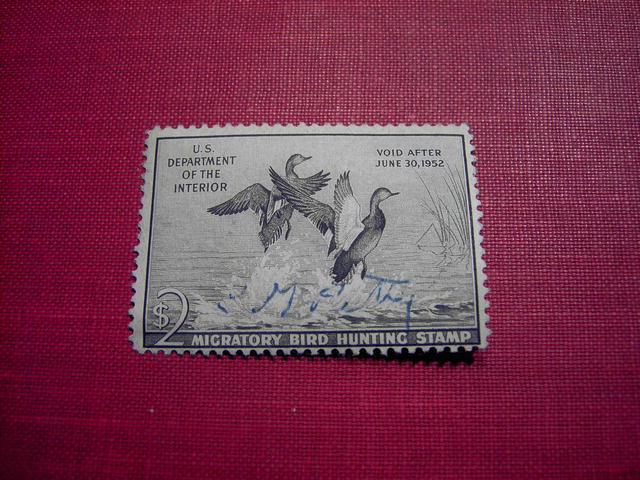 U.S.
DEPARTMENT
OF THE
INTERIOR
VOID AFTER
JUNE 30, 1952
$2
MIGRATORY BIRD HUNTING STAMP